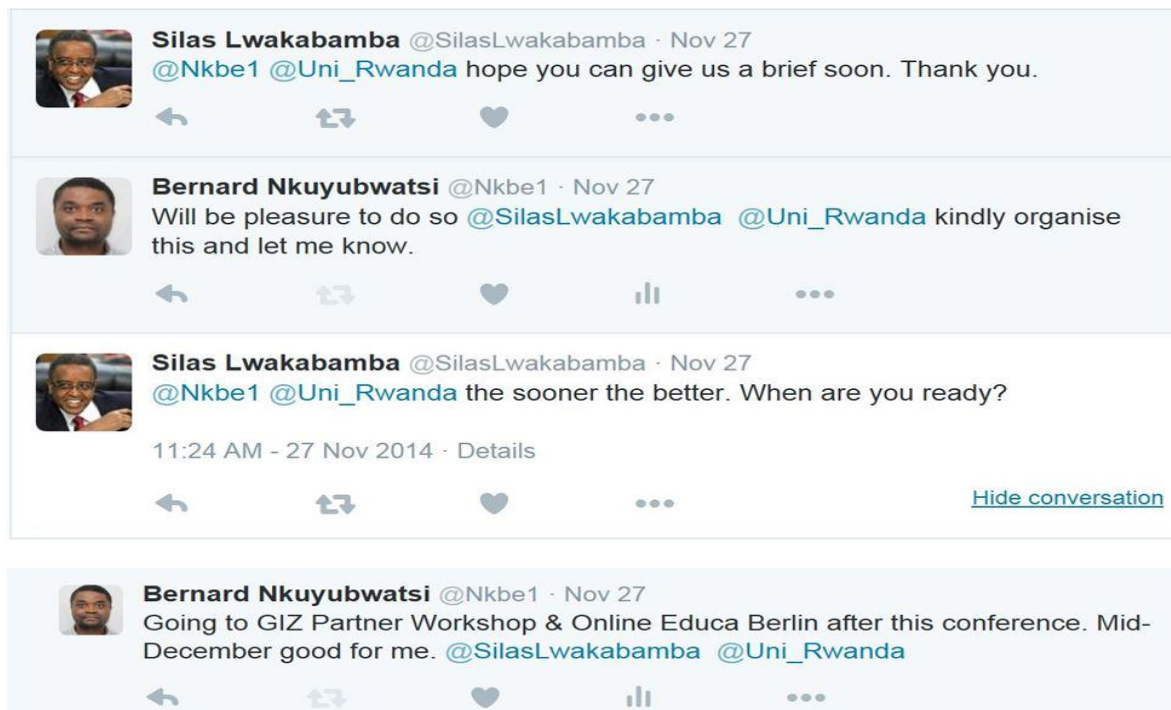 Silas Lwakabamba @SilasLwakabamba · Nov 27
@Nkbe1 @Uni_Rwanda hope you can give us a brief soon. Thank you.
Bernard Nkuyubwatsi @Nkbe1 · Nov 27
Will be pleasure to do so @SilasLwakabamba @Uni_Rwanda kindly organise
this and let me know.
Silas Lwakabamba @SilasLwakabamba · Nov 27
@Nkbe1 @Uni_Rwanda the sooner the better. When are you ready?
11:24 AM - 27 Nov 2014 · Details
Hide conversation
Bernard Nkuyubwatsi @Nkbe1 · Nov 27
Going to GIZ Partner Workshop & Online Educa Berlin after this conference. Mid-
December good for me. @SilasLwakabamba @Uni_Rwanda